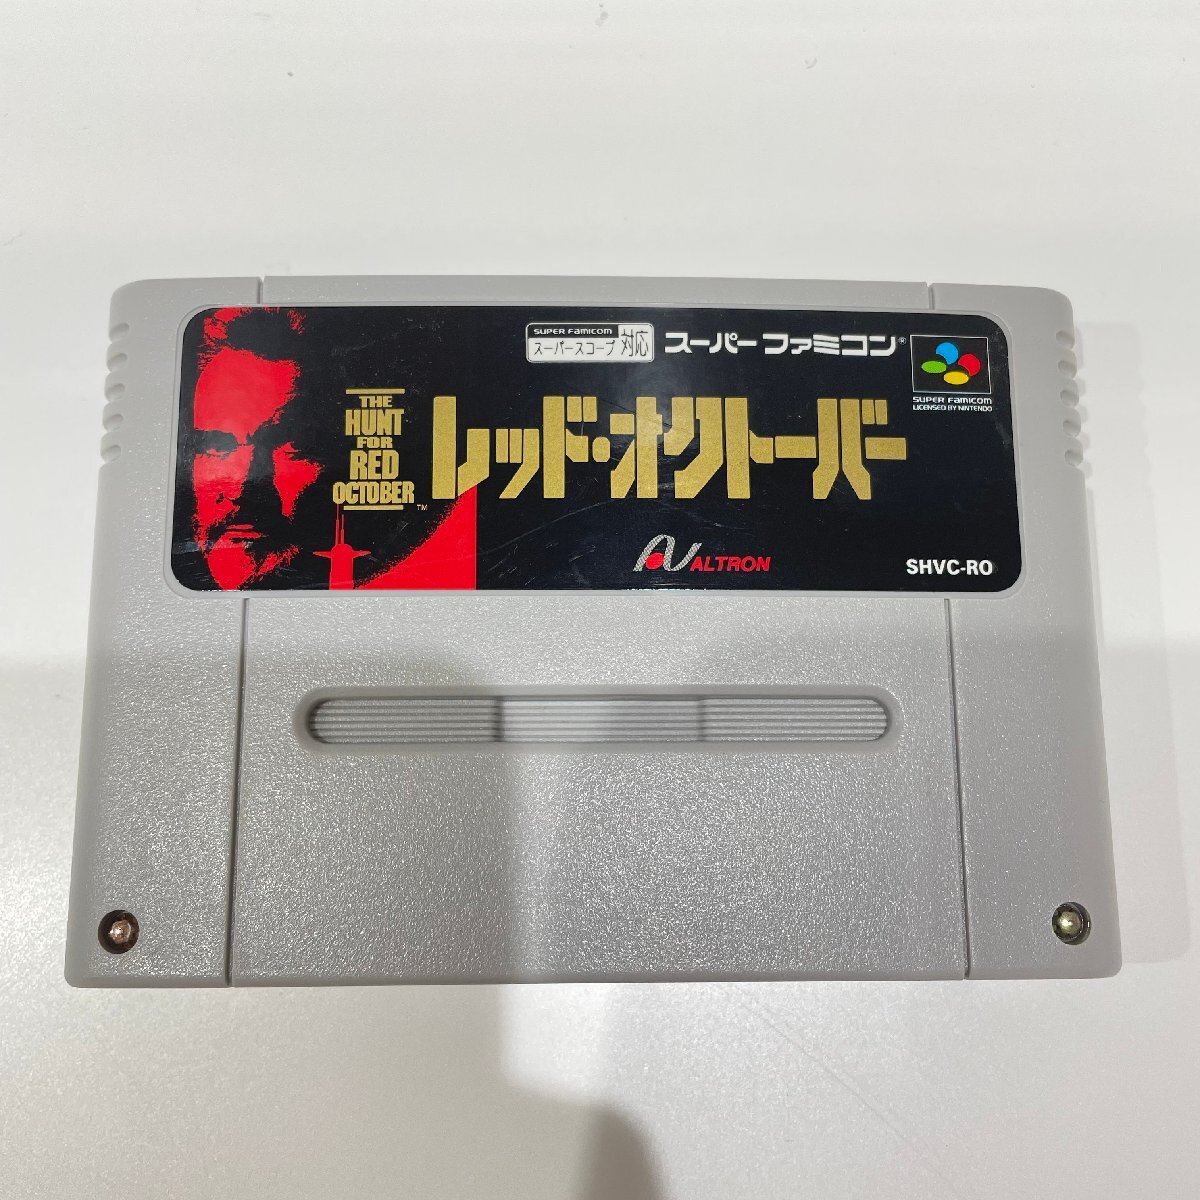 SUPER FAMICOM
スーパースコープ 対応
スーパーファミコン®
SUPER FAMICOM
LICENSED BY NINTENDO
THE
HUNT
FOR
RED
OCTOBER™
レッド・オクトーバー
ALTRON
SHVC-RO